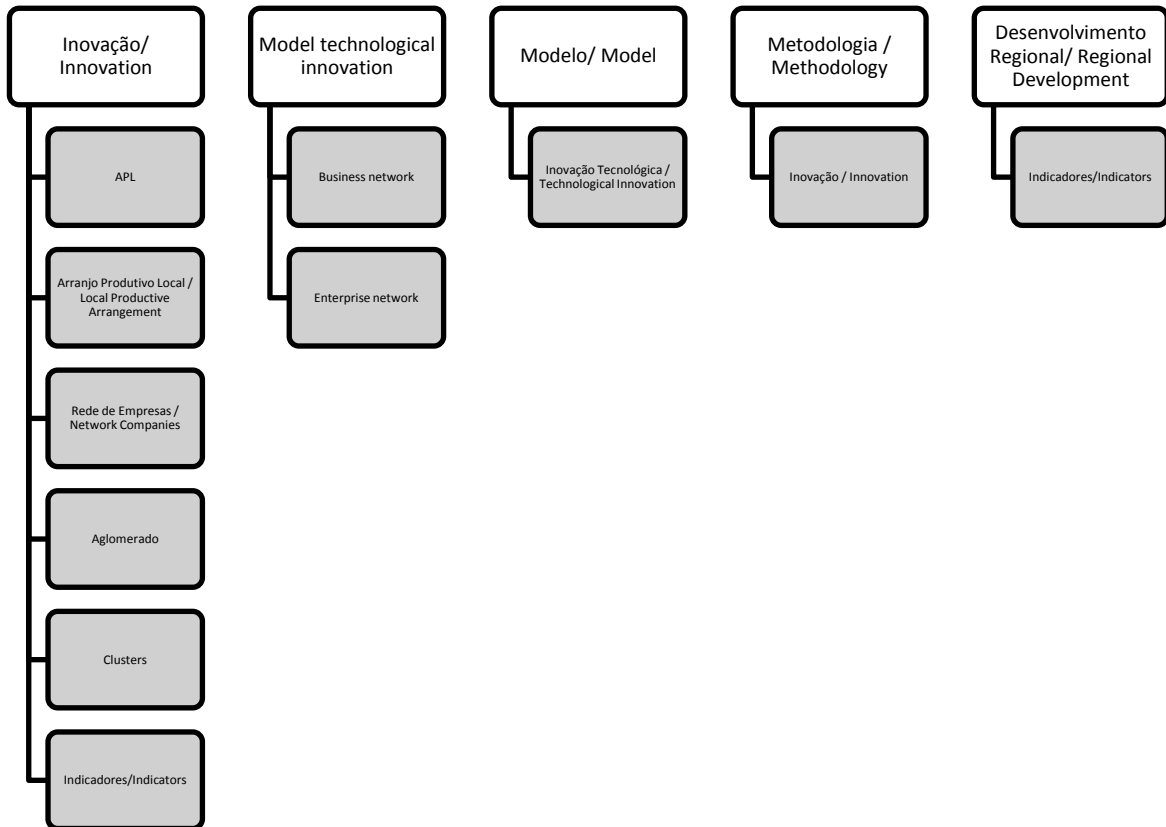 Inovação/
Innovation
APL
Arranjo Produtivo Local /
Local Productive
Arrangement
Rede de Empresas /
Network Companies
Aglomerado
Clusters
Indicadores/Indicators
Model technological
innovation
Business network
Enterprise network
Modelo/ Model
Inovação Tecnológica /
Technological Innovation
Metodologia /
Methodology
Inovação / Innovation
Desenvolvimento
Regional/ Regional
Development
Indicadores/Indicators